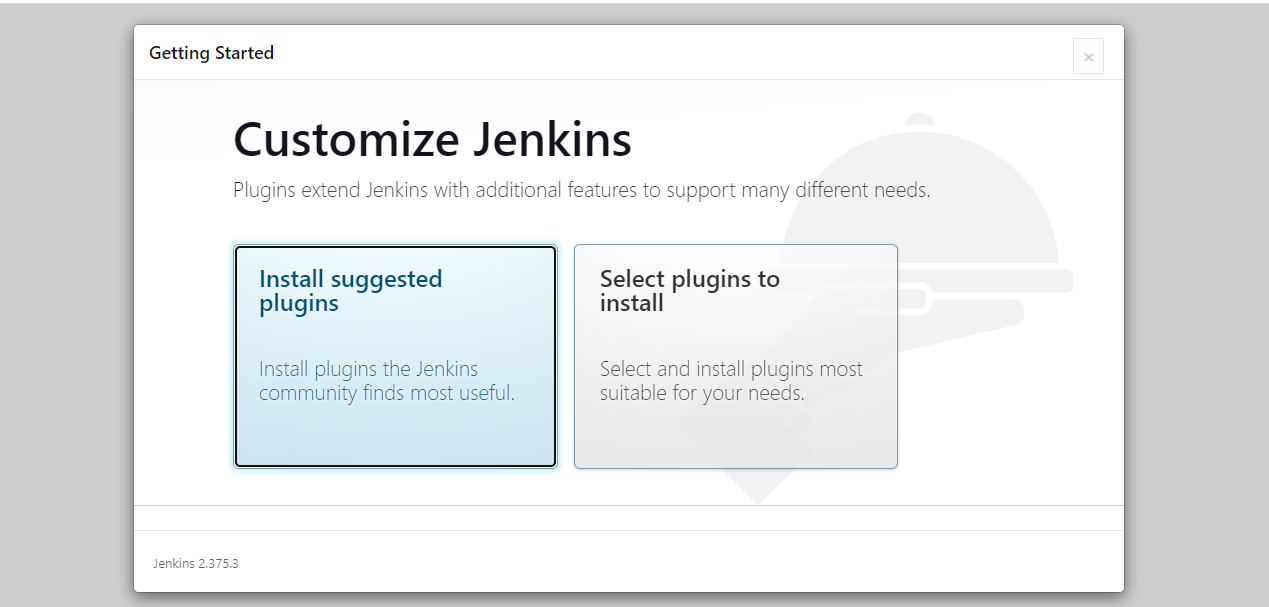 Getting Started
×
Customize Jenkins
Plugins extend Jenkins with additional features to support many different needs.
Install suggested
plugins
Install plugins the Jenkins
community finds most useful.
Select plugins to
install
Select and install plugins most
suitable for your needs.
Jenkins 2.375.3